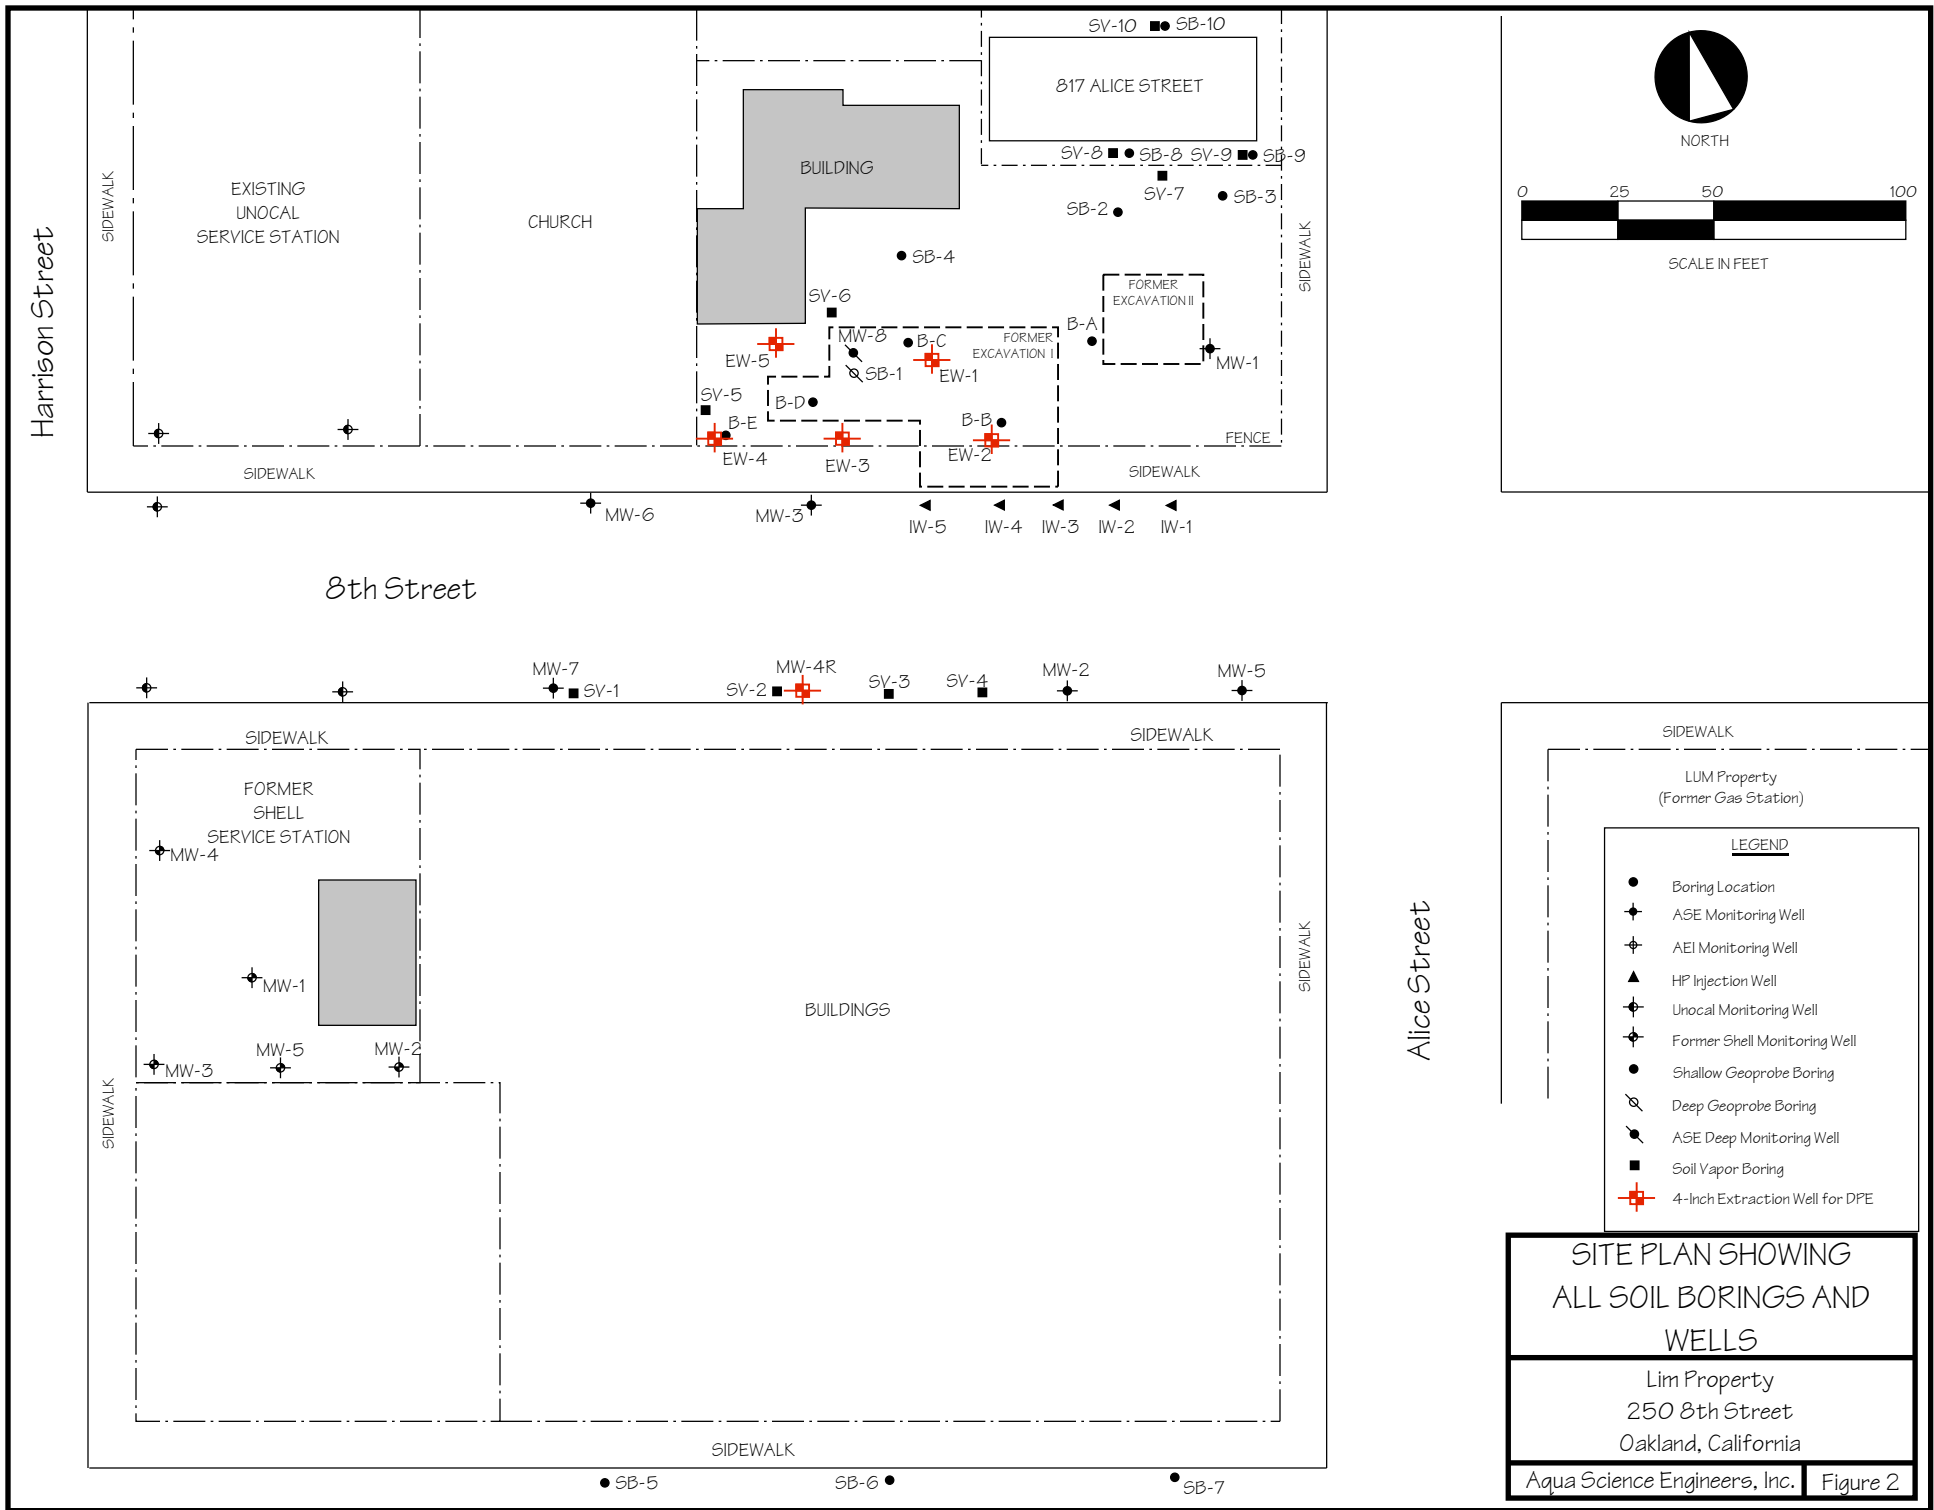 SV-10
SB-10
817 ALICE STREET
NORTH
SV-8
SB-8
SV-9
SB-9
BUILDING
SV-7
SB-3
SB-2
0 25 50 100
SCALE IN FEET
SIDEWALK
EXISTING
UNOCAL
SERVICE STATION
CHURCH
SIDEWALK
SB-4
Harrison Street
SV-6
FORMER
EXCAVATION II
B-A
MW-8
B-C
FORMER
EXCAVATION I
MW-1
EW-5
SB-1
EW-1
SV-5
B-D
B-E
B-B
FENCE
EW-4
EW-3
EW-2
SIDEWALK
SIDEWALK
MW-6
MW-3
IW-5
IW-4
IW-3
IW-2
IW-1
8th Street
MW-7
SV-1
SV-2
MW-4R
SV-3
SV-4
MW-2
MW-5
SIDEWALK
SIDEWALK
SIDEWALK
FORMER
SHELL
SERVICE STATION
MW-4
LUM Property
(Former Gas Station)
MW-1
BUILDINGS
SIDEWALK
Alice Street
MW-5
MW-2
MW-3
SIDEWALK
LEGEND
Boring Location
ASE Monitoring Well
AEI Monitoring Well
HP Injection Well
Unocal Monitoring Well
Former Shell Monitoring Well
Shallow Geoprobe Boring
Deep Geoprobe Boring
ASE Deep Monitoring Well
Soil Vapor Boring
4-Inch Extraction Well for DPE
SIDEWALK
SB-5
SB-6
SB-7
SITE PLAN SHOWING
ALL SOIL BORINGS AND
WELLS
Lim Property
250 8th Street
Oakland, California
Aqua Science Engineers, Inc.
Figure 2